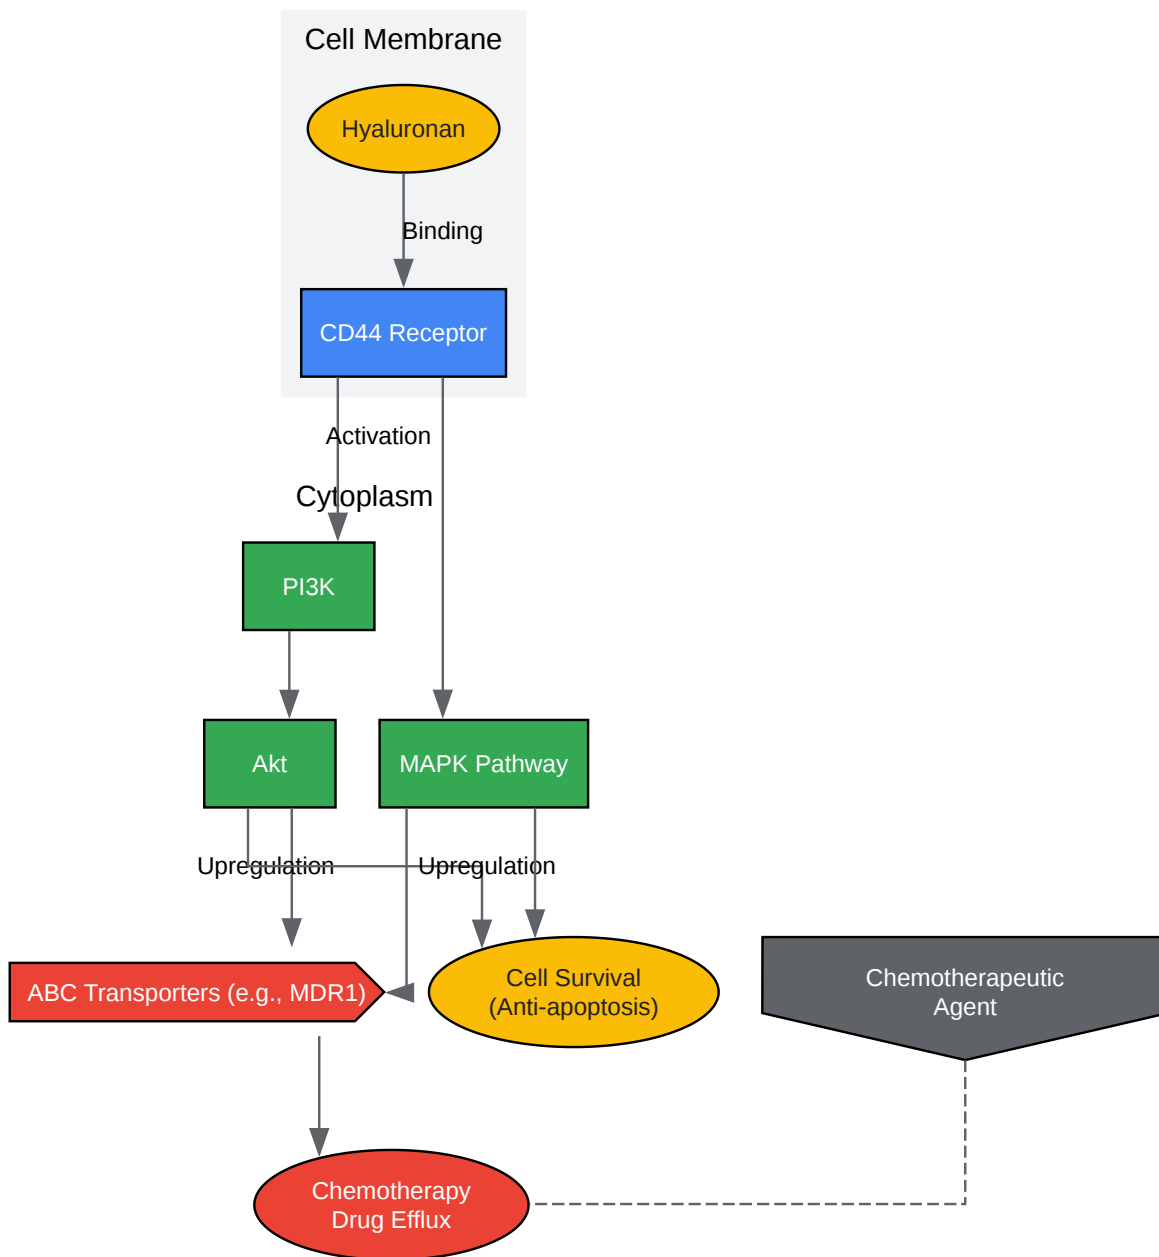 Cell Membrane
Hyaluronan
Binding
CD44 Receptor
Activation
Cytoplasm
PI3K
Akt
MAPK Pathway
Upregulation
Upregulation
ABC Transporters (e.g., MDR1)
Cell Survival
(Anti-apoptosis)
Chemotherapeutic
Agent
Chemotherapy
Drug Efflux